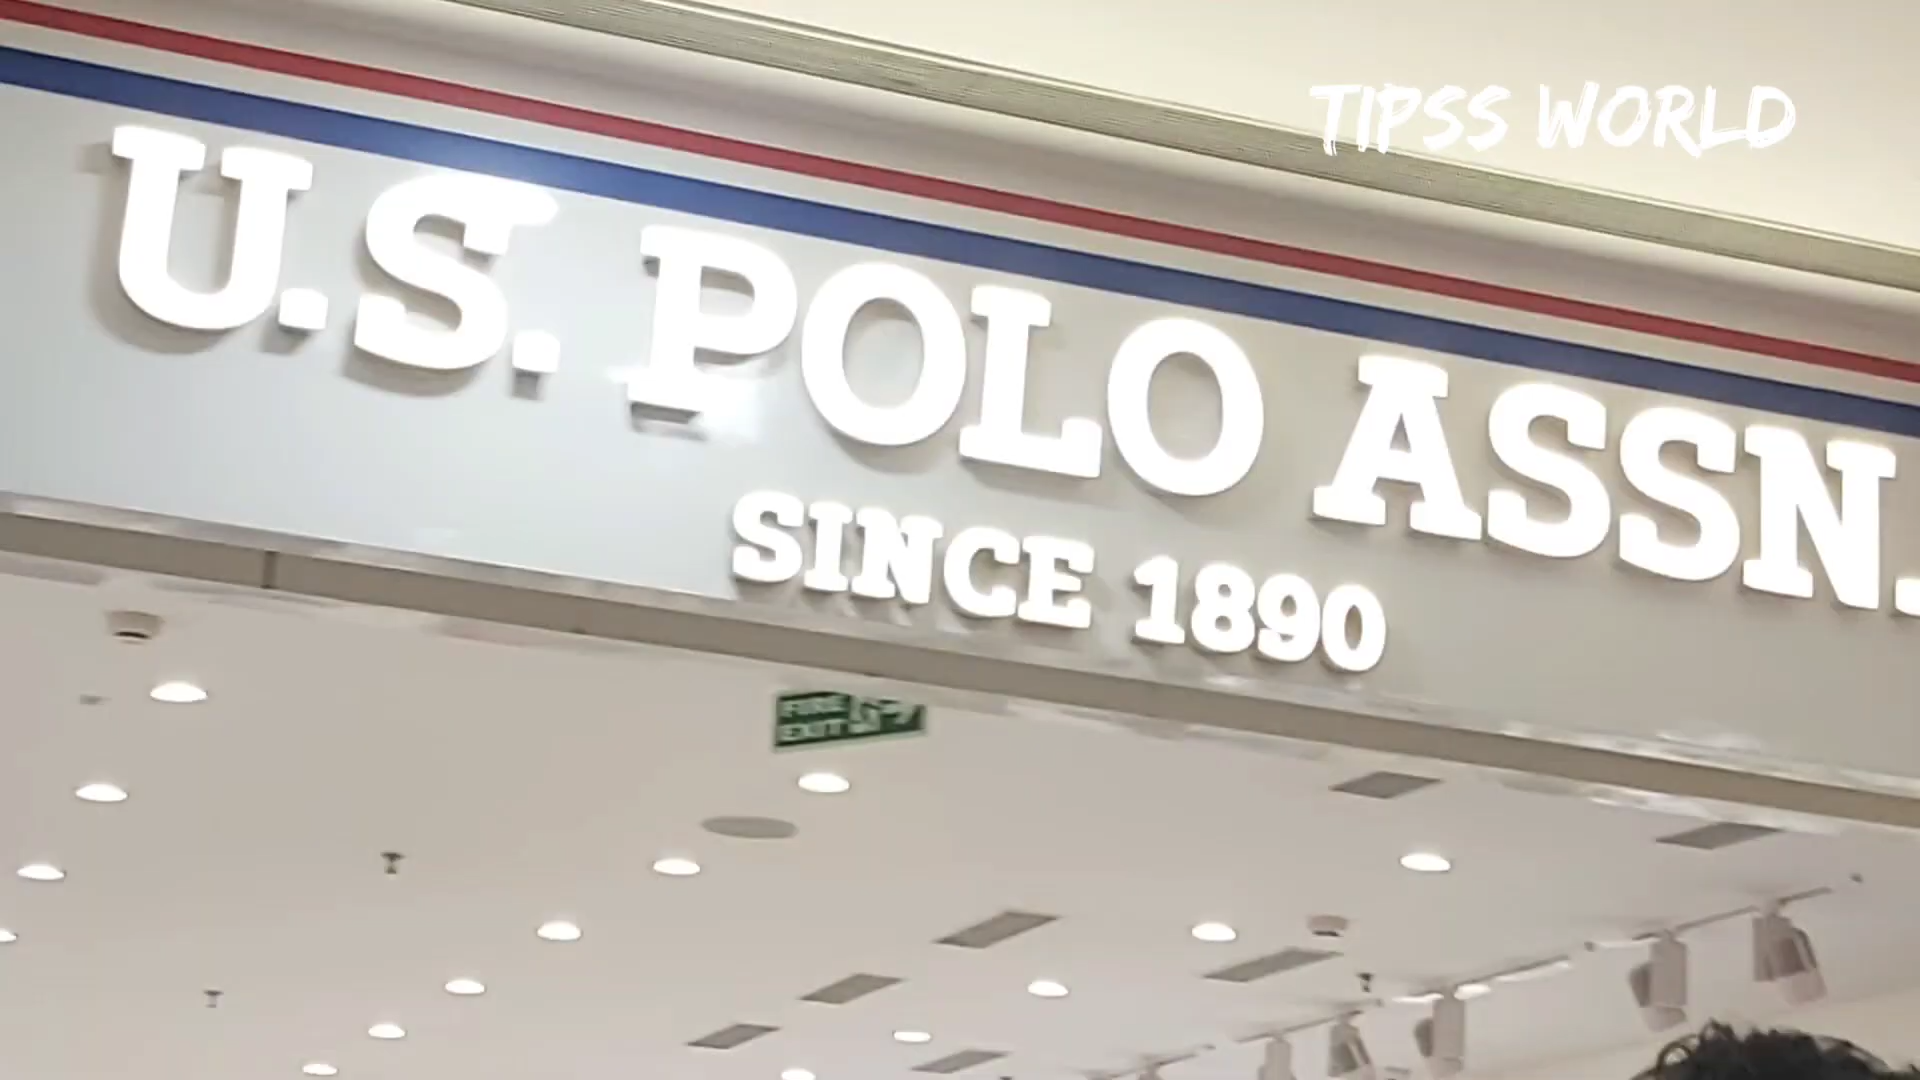 TIPSS WORLD
U.S. POLO ASSN.
SINCE 1890
FIRE
EXIT